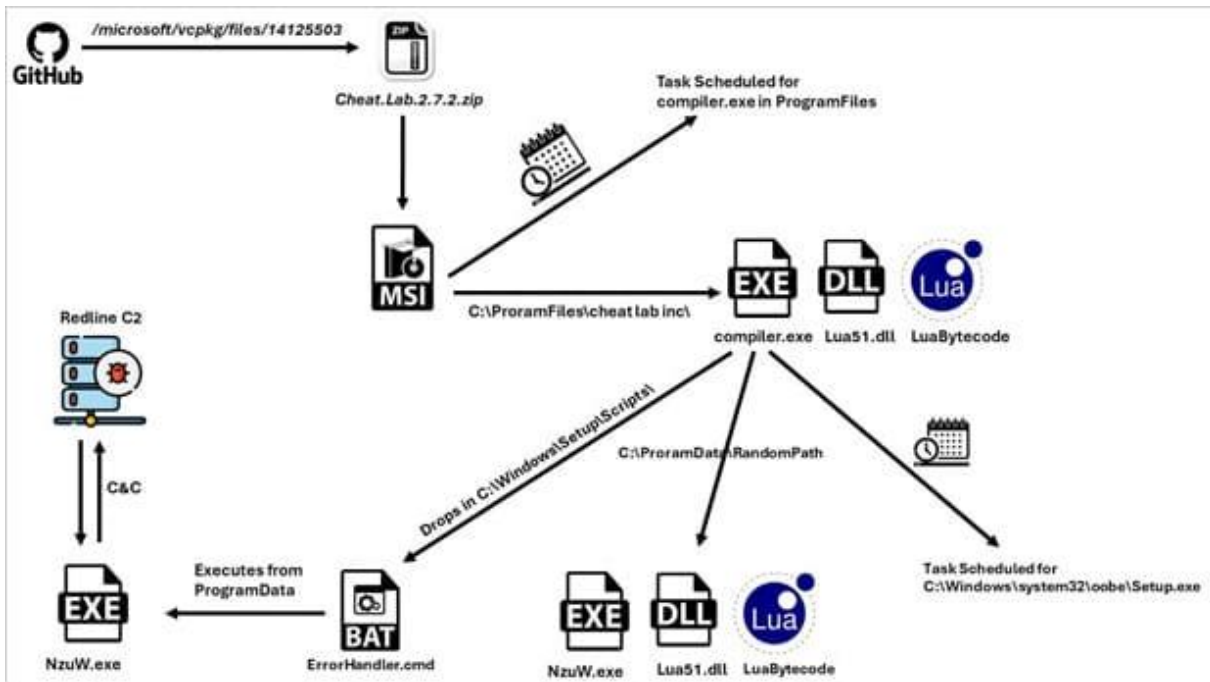 /microsoft/vcpkg/files/14125503
GitHub
ZIP
Cheat.Lab.2.7.2.zip
Task Scheduled for
compiler.exe in ProgramFiles
MSI
C:\ProramFiles\cheat lab inc\
EXE
DLL
Lua
compiler.exe
Lua51.dll
LuaBytecode
Redline C2
C&C
Drops in C:\Windows\Setup\Scripts\
C:\ProramData\RandomPath
Task Scheduled for
C:\Windows\system32\oobe\Setup.exe
Executes from
ProgramData
EXE
NzuW.exe
BAT
ErrorHandler.cmd
EXE
DLL
Lua
NzuW.exe
Lua51.dll
LuaBytecode